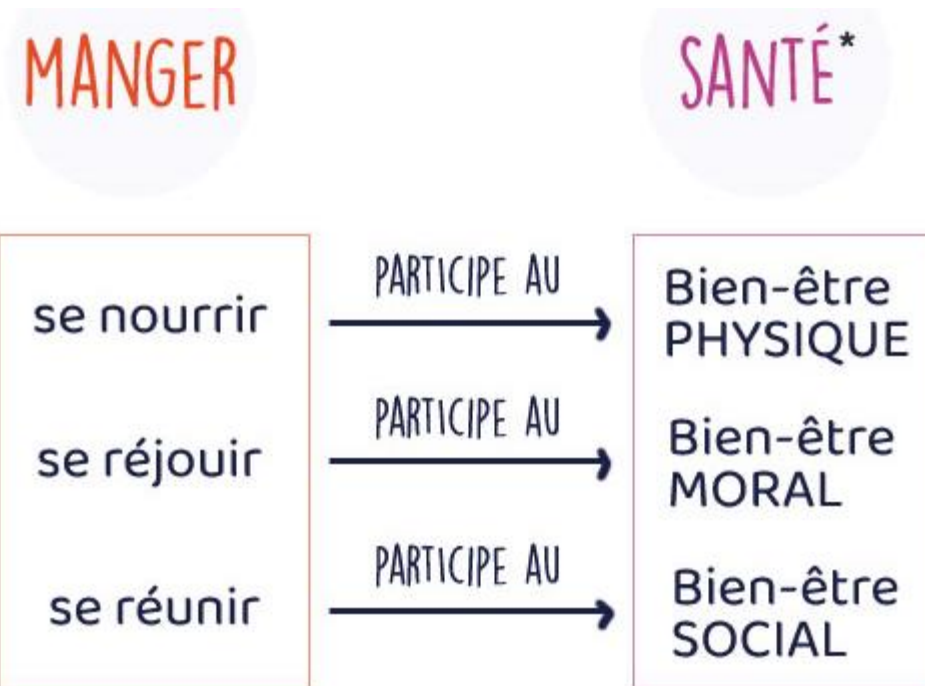 MANGER
SANTÉ*
se nourrir
PARTICIPE AU
Bien-être
PHYSIQUE
se réjouir
PARTICIPE AU
Bien-être
MORAL
se réunir
PARTICIPE AU
Bien-être
SOCIAL